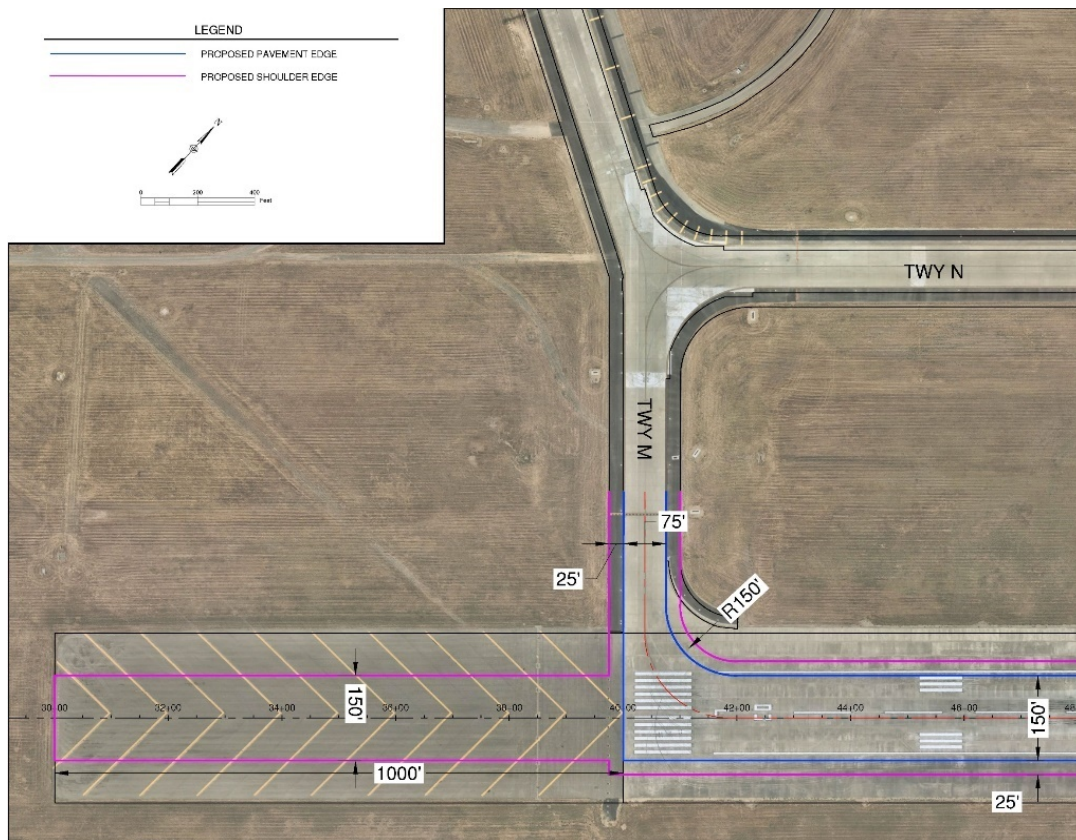 LEGEND
PROPOSED PAVEMENT EDGE
PROPOSED SHOULDER EDGE
0 200 400
Feet
TWY N
TWY M
75'
25'
R150'
150'
30+00 32+00 34+00 36+00 38+00 40+00 42+00 44+00 46+00 48
150'
1000'
25'